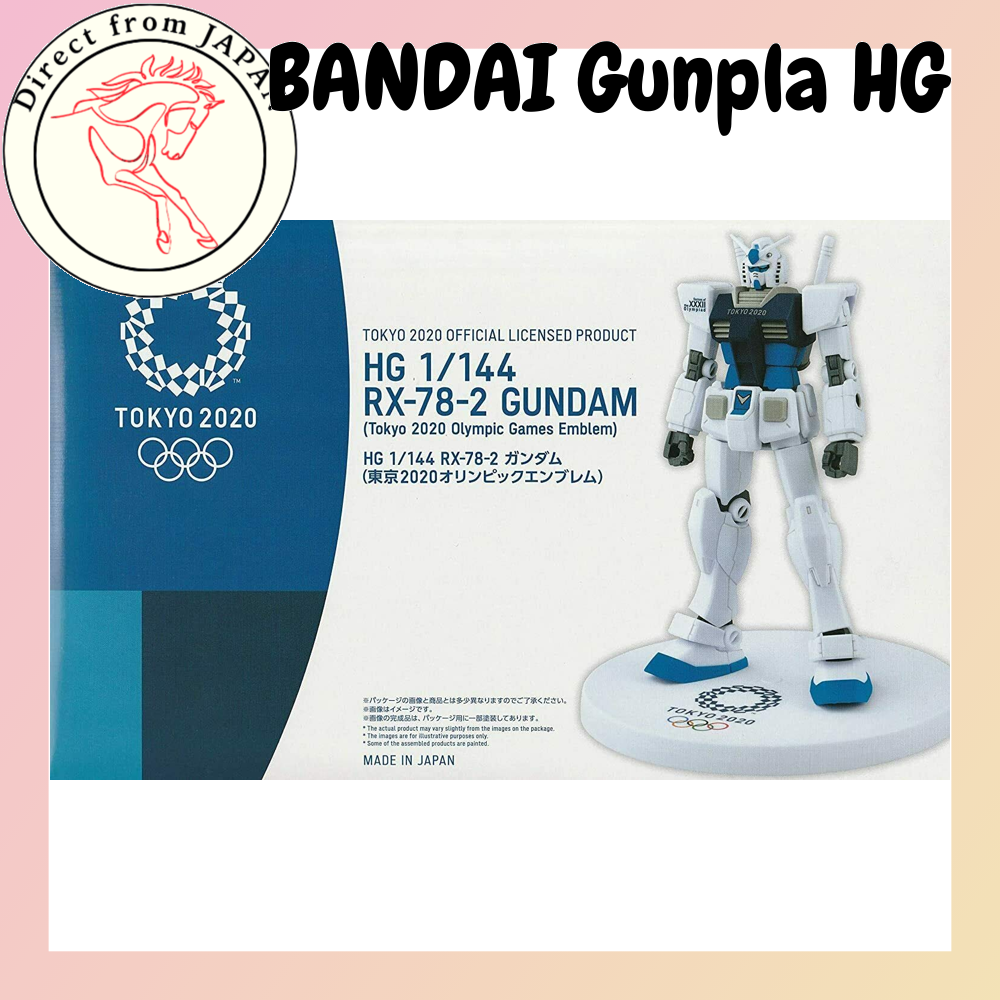 Direct from JAPAN
BANDAI Gunpla HG
TOKYO 2020
TOKYO 2020 OFFICIAL LICENSED PRODUCT
HG 1/144
RX-78-2 GUNDAM
(Tokyo 2020 Olympic Games Emblem)
HG 1/144 RX-78-2 ガンダム
(東京2020オリンピックエンブレム)
XXXII
Olympiad
TOKYO 2020
TOKYO 2020
※パッケージの画像と商品とは多少異なりますのでご了承ください。
※画像はイメージです。
※画像の完成品は、パッケージ用に一部塗装してあります。
* The actual product may vary slightly from the images on the package.
* The images are for illustrative purposes only.
* Some of the assembled products are painted.
MADE IN JAPAN